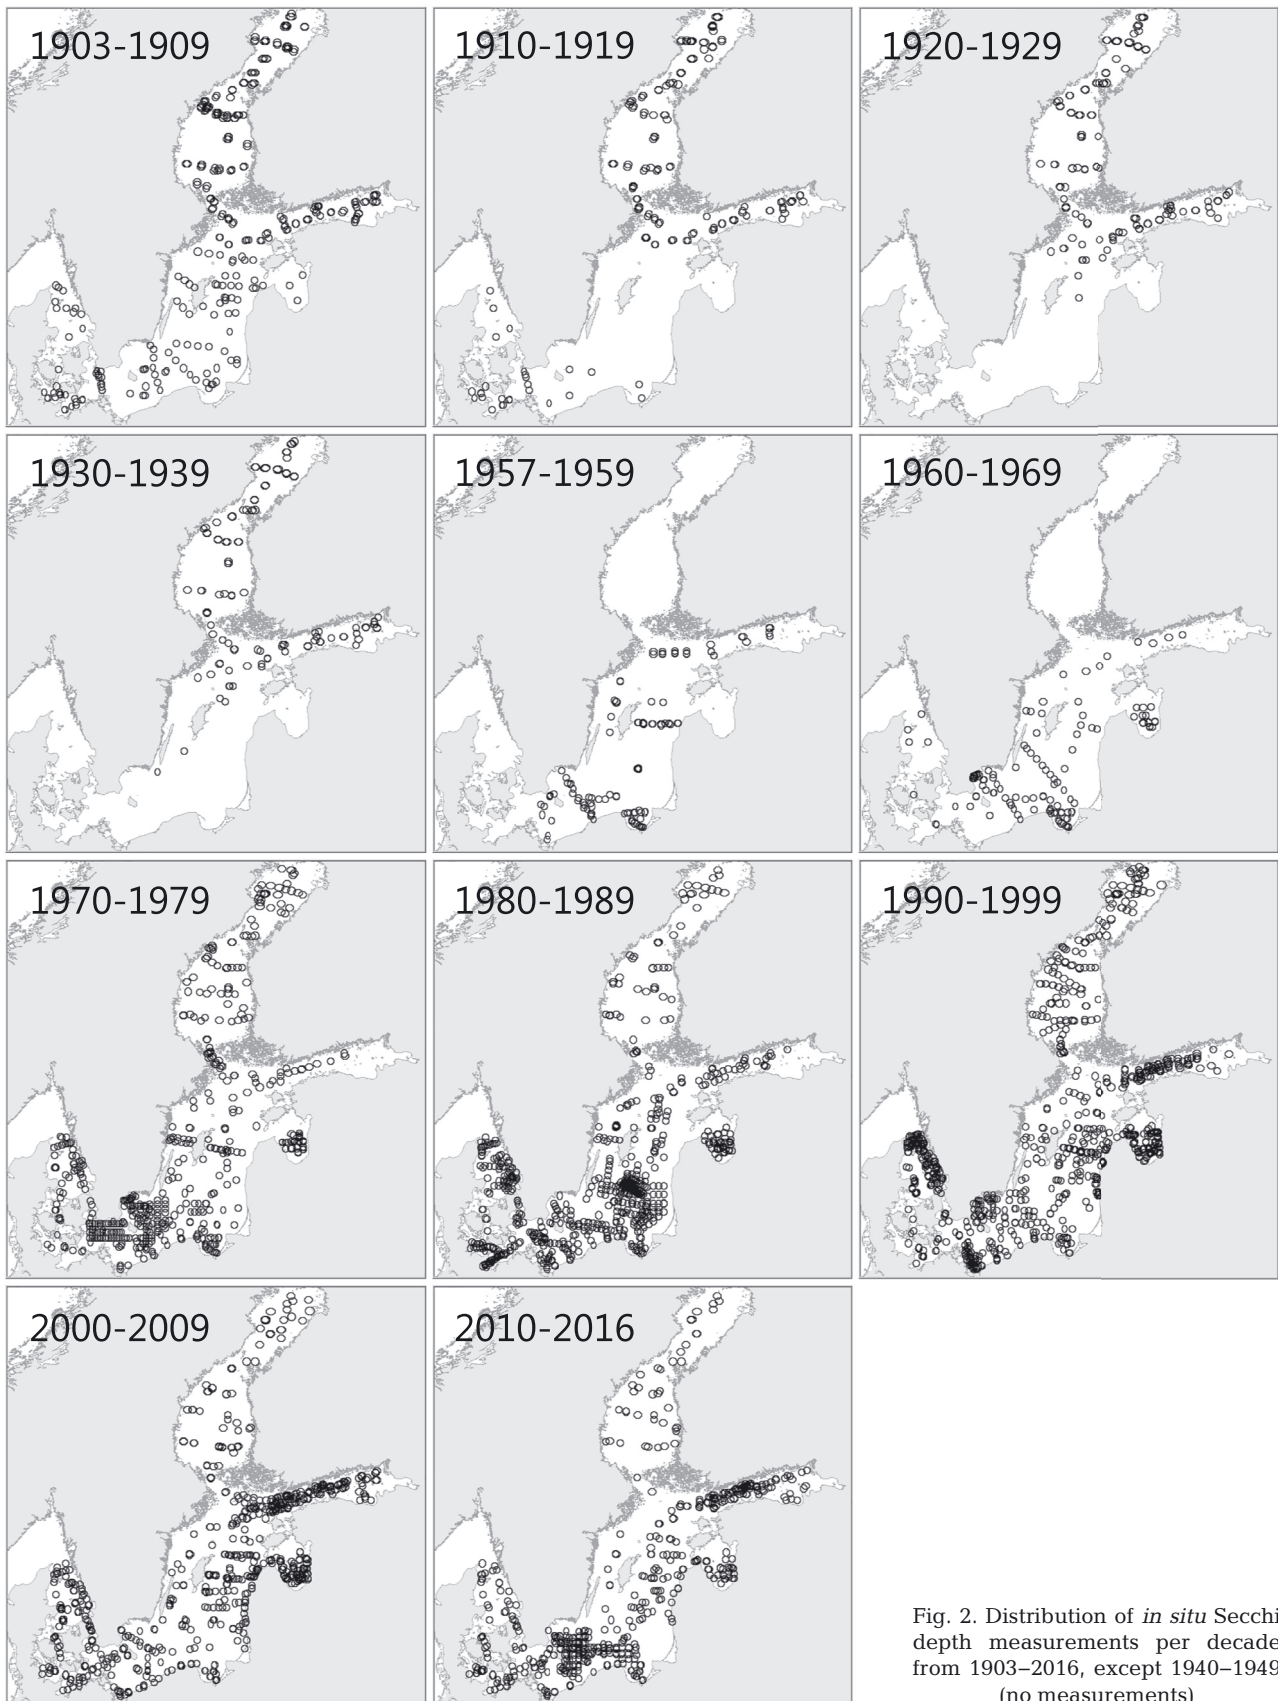 1903-1909
1910-1919
1920-1929
1930-1939
1957-1959
1960-1969
1970-1979
1980-1989
1990-1999
2000-2009
2010-2016
Fig. 2. Distribution of in situ Secchi
depth measurements per decade
from 1903–2016, except 1940–1949
(no measurements)